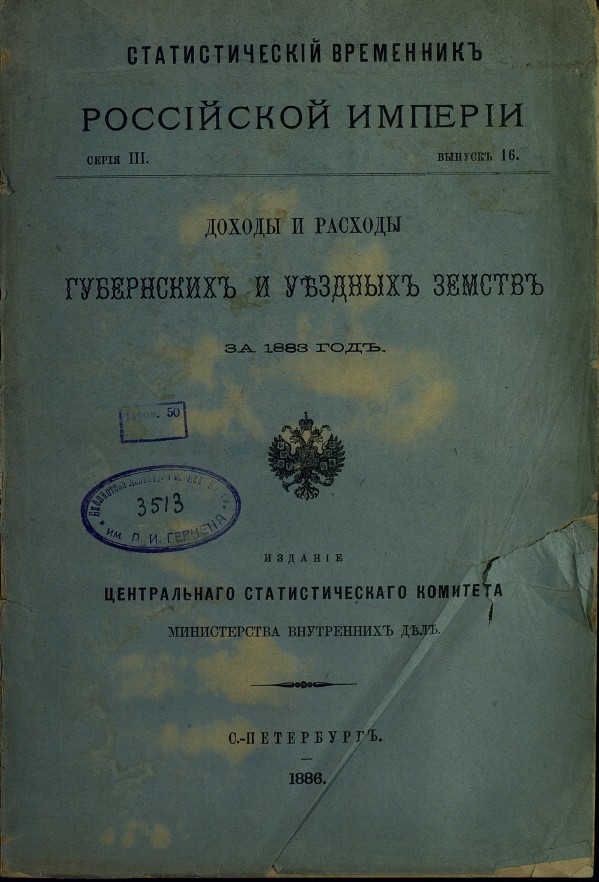 СТАТИСТИЧЕСКІЙ ВРЕМЕННИКЪ
РОССІЙСКОЙ ИМПЕРІИ
СЕРІЯ III. ВЫПУСКЪ 16.
ДОХОДЫ И РАСХОДЫ
ГУБЕРНСКИХЪ И УѢЗДНЫХЪ ЗЕМСТВЪ
ЗА 1883 ГОДЪ.
50
Библиотека
3513
ИМ. А. И. ГЕРЦЕНА
ИЗДАНІЕ
ЦЕНТРАЛЬНАГО СТАТИСТИЧЕСКАГО КОМИТЕТА
МИНИСТЕРСТВА ВНУТРЕННИХЪ ДѢЛЪ.
С.-ПЕТЕРБУРГЪ.
1886.